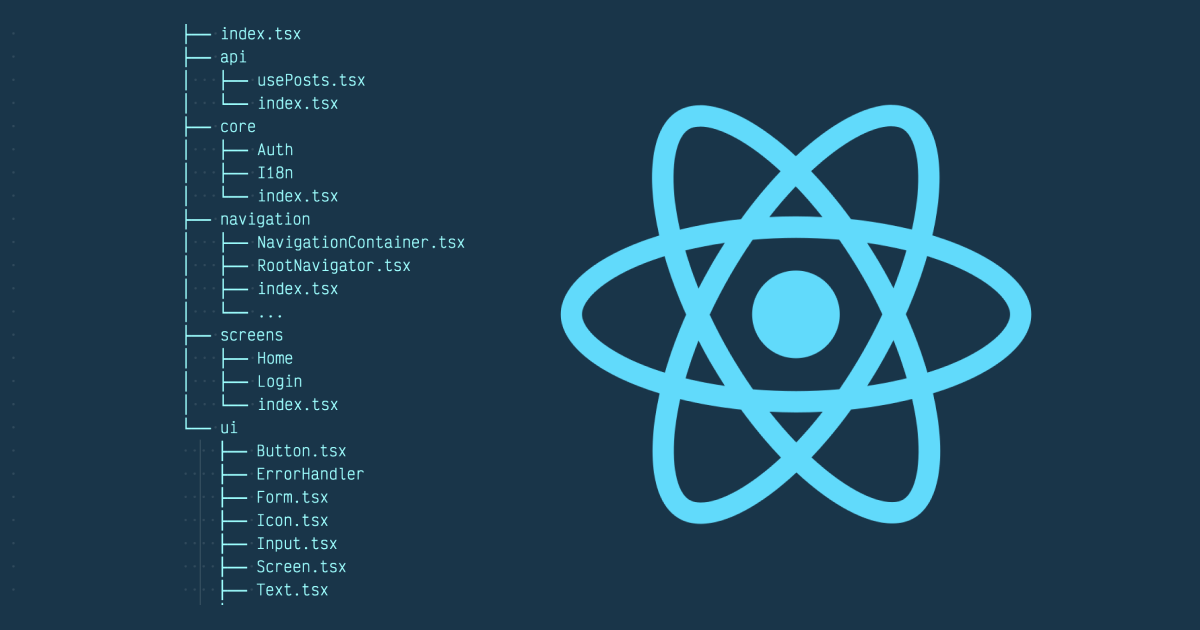 ├── index.tsx
├── api
│   ├── usePosts.tsx
│   └── index.tsx
├── core
│   ├── Auth
│   ├── I18n
│   └── index.tsx
├── navigation
│   ├── NavigationContainer.tsx
│   ├── RootNavigator.tsx
│   ├── index.tsx
│   └── ...
├── screens
│   ├── Home
│   ├── Login
│   └── index.tsx
└── ui
    ├── Button.tsx
    ├── ErrorHandler
    ├── Form.tsx
    ├── Icon.tsx
    ├── Input.tsx
    ├── Screen.tsx
    ├── Text.tsx